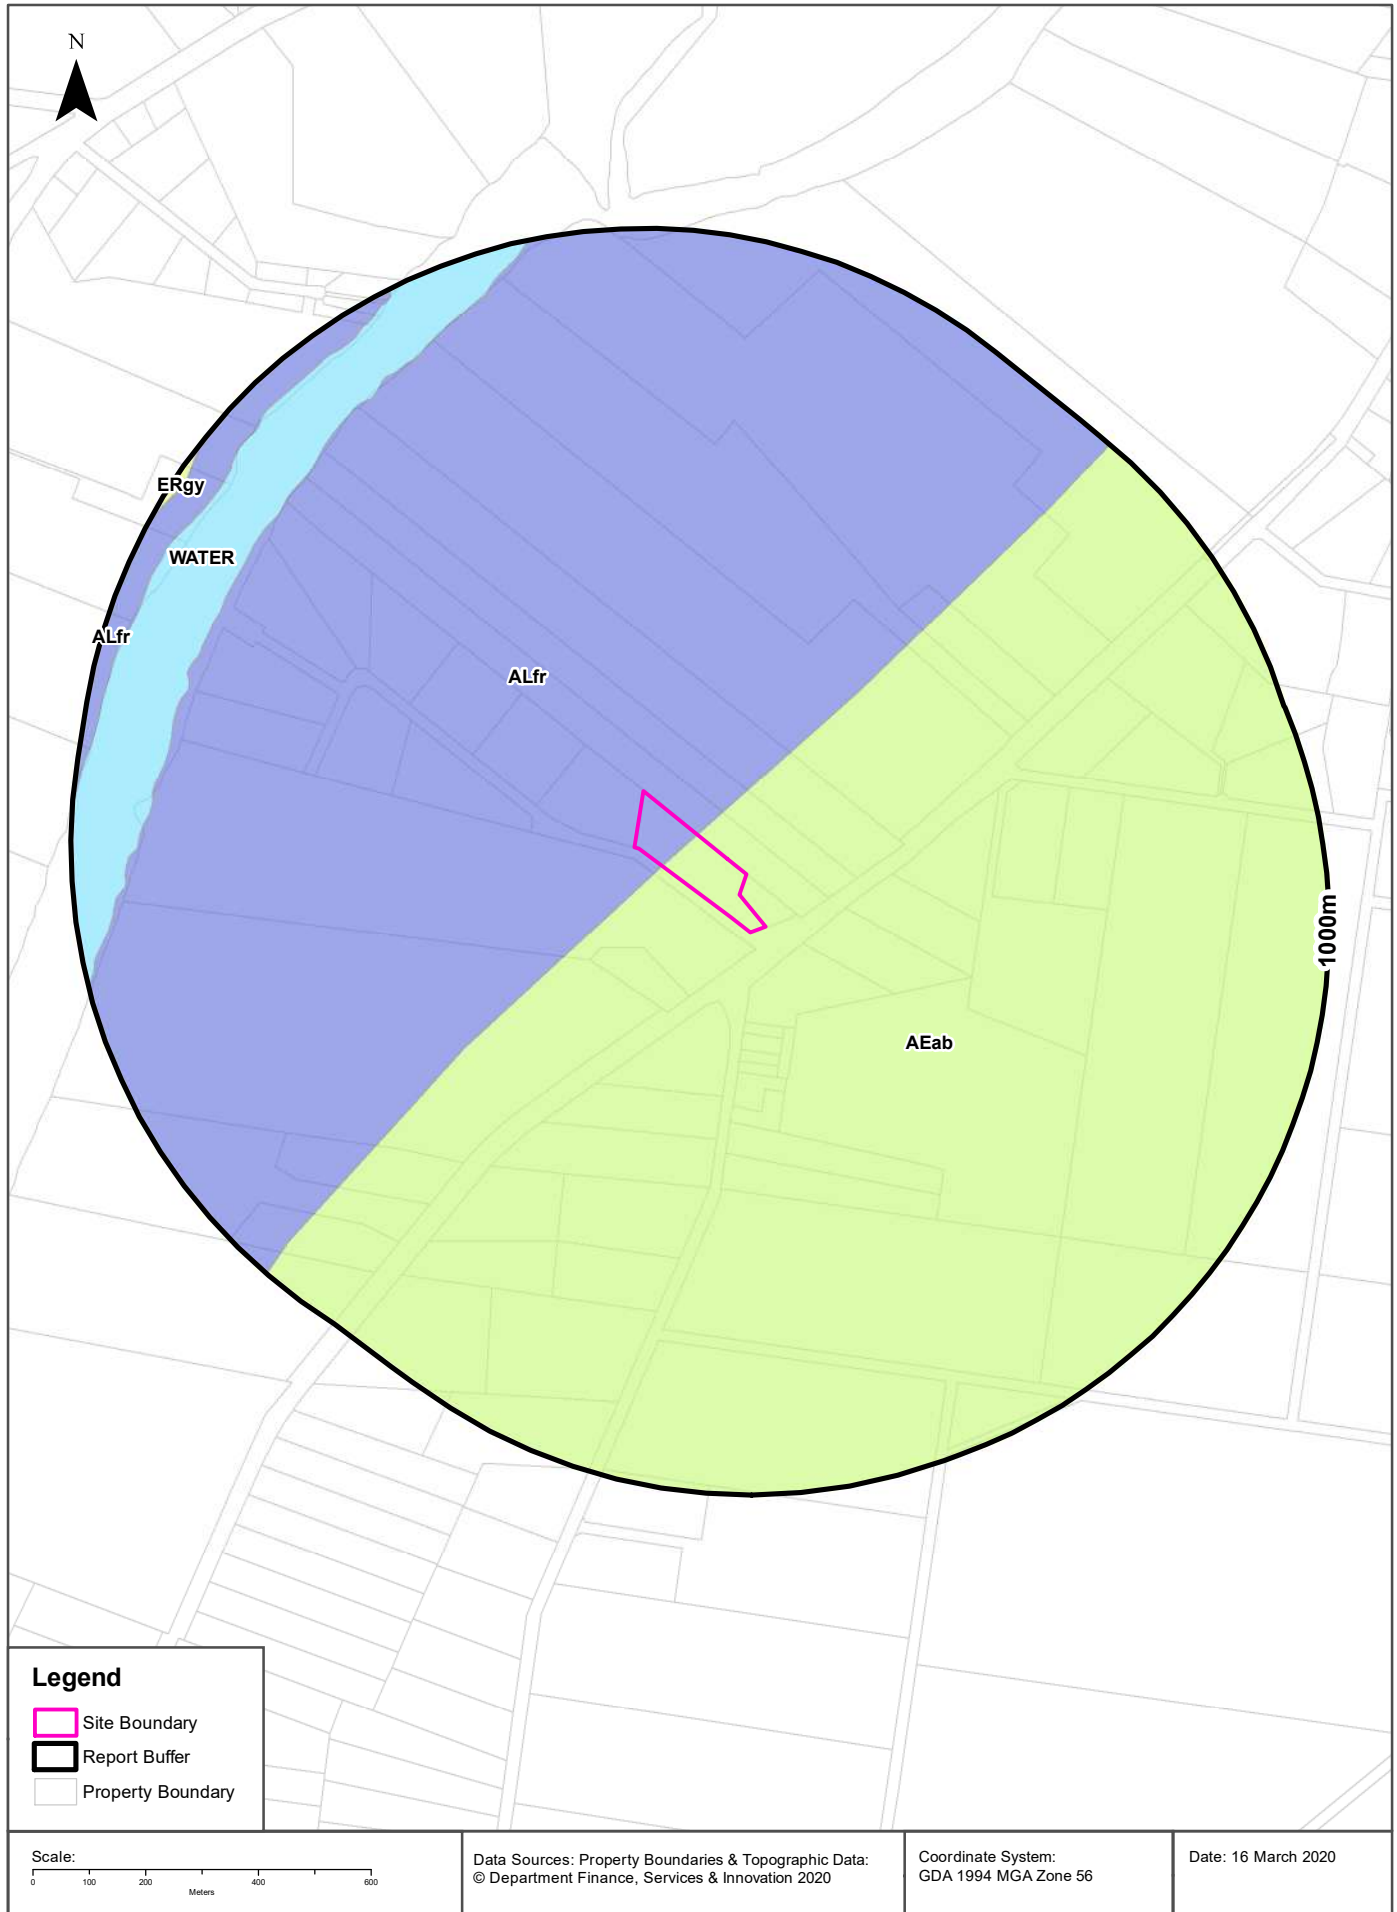 N
ERgy
WATER
ALfr
ALfr
1000m
AEab
Legend
Site Boundary
Report Buffer
Property Boundary
Scale:
0 100 200 400 600
Meters
Data Sources: Property Boundaries & Topographic Data:
© Department Finance, Services & Innovation 2020
Coordinate System:
GDA 1994 MGA Zone 56
Date: 16 March 2020